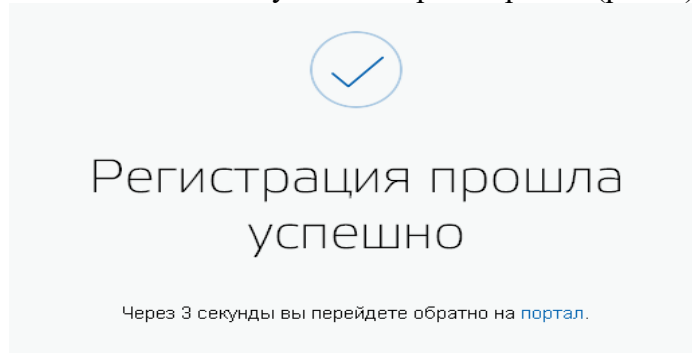 Регистрация прошла
успешно
Через 3 секунды вы перейдете обратно на портал.